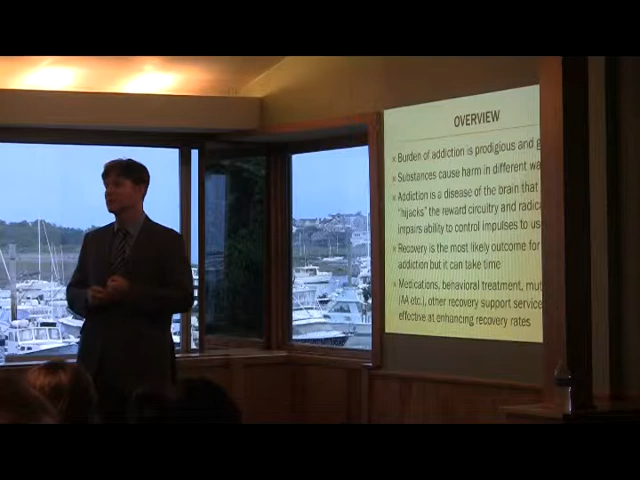 OVERVIEW
Burden of addiction is prodigious and g
Substances cause harm in different wa
Addiction is a disease of the brain that
"hijacks" the reward circuitry and radica
impairs ability to control impulses to us
Recovery is the most likely outcome for
addiction but it can take time
Medications, behavioral treatment, mut
(AA etc.), other recovery support service
effective at enhancing recovery rates